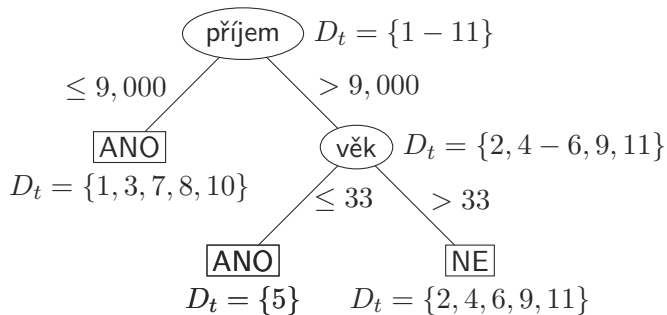 příjem D_t = {1 − 11}
≤ 9, 000 > 9, 000
ANO věk D_t = {2, 4 − 6, 9, 11}
D_t = {1, 3, 7, 8, 10}
≤ 33 > 33
ANO NE
D_t = {5} D_t = {2, 4, 6, 9, 11}